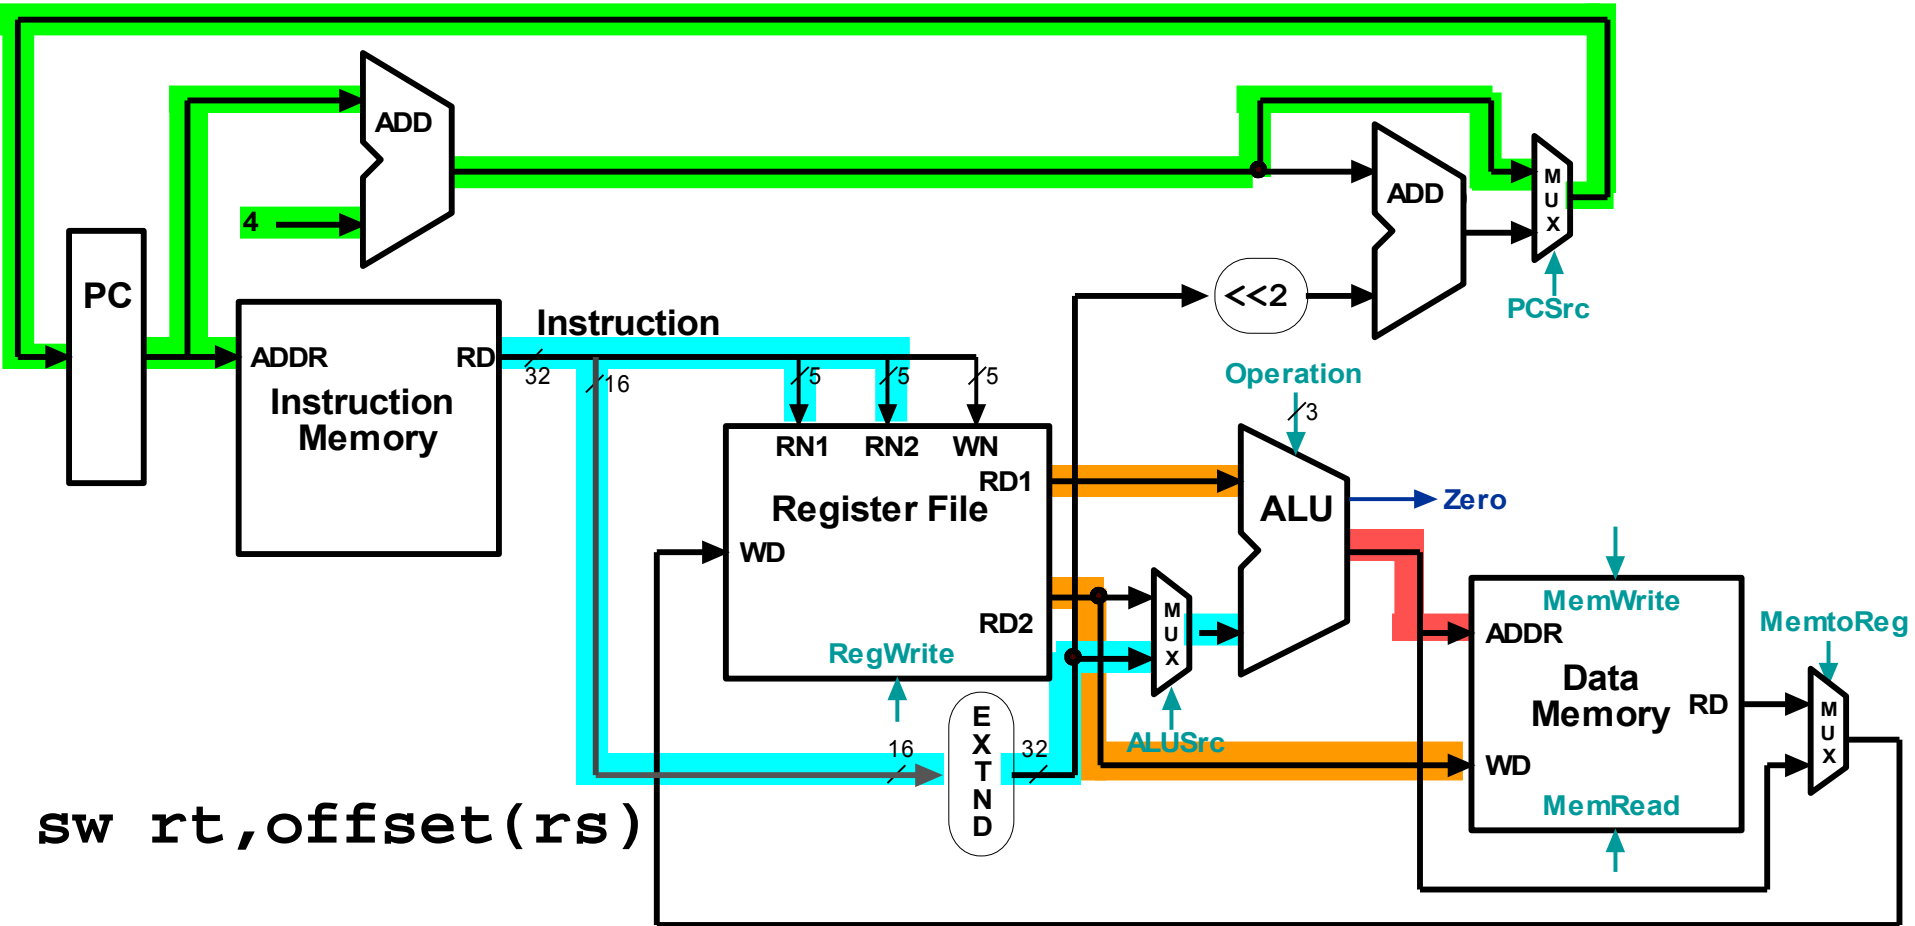 ADD
4
PC
ADD
M
U
X
<<2
PCSrc
Instruction
ADDR
RD
32
16
5
5
5
Instruction
Memory
Operation
3
RN1
RN2
WN
RD1
Register File
ALU
Zero
WD
RD2
RegWrite
M
U
X
ALUSrc
MemWrite
ADDR
Data
Memory
RD
WD
MemRead
MemtoReg
M
U
X
16
E
X
T
N
D
32
sw rt,offset(rs)